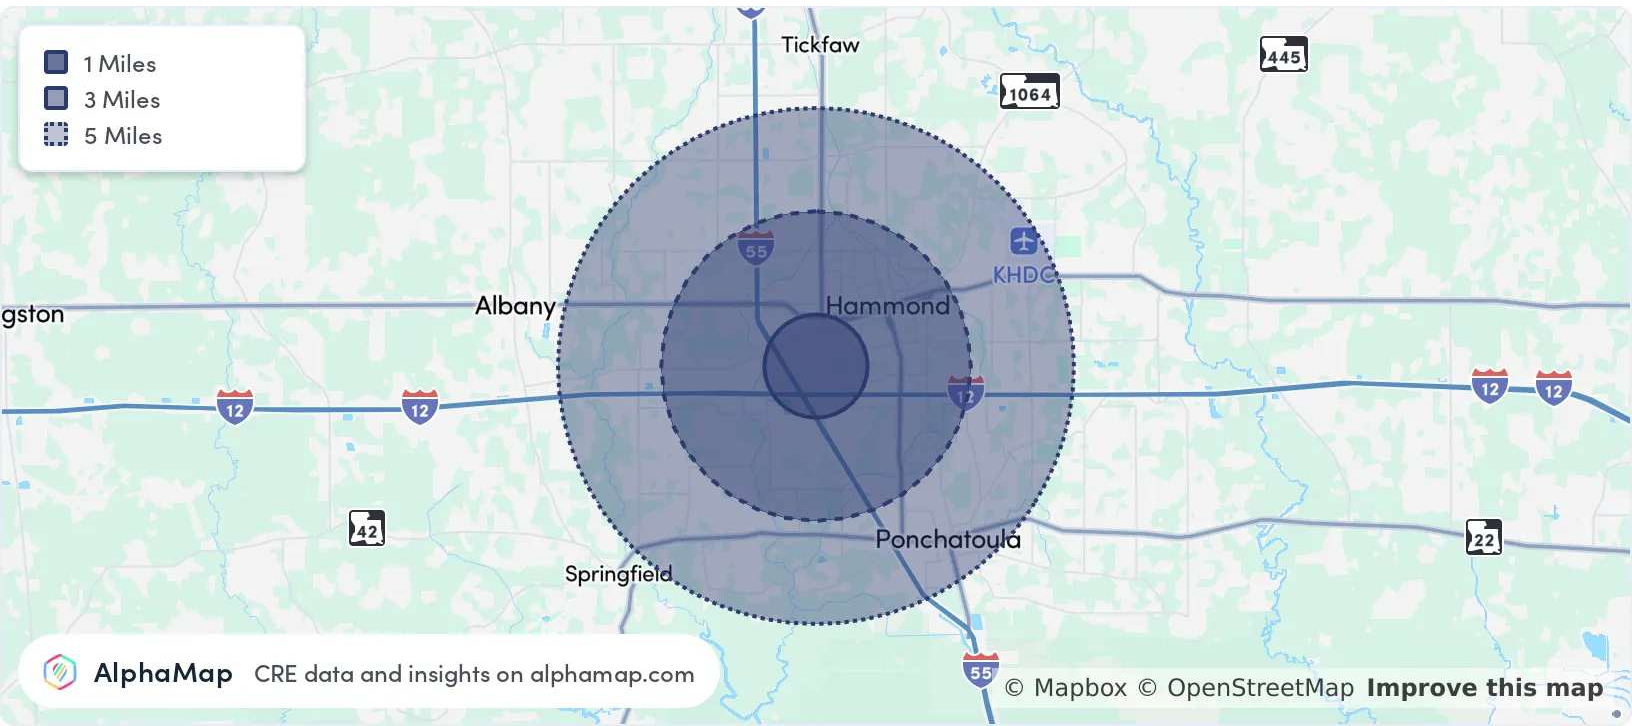 1 Miles
3 Miles
5 Miles
Tickfaw
445
1064
55
KHDC
Albany
Hammond
gston
12
12
12
12
12
42
22
Ponchatoula
Springfield
55
AlphaMap CRE data and insights on alphamap.com
© Mapbox © OpenStreetMap Improve this map